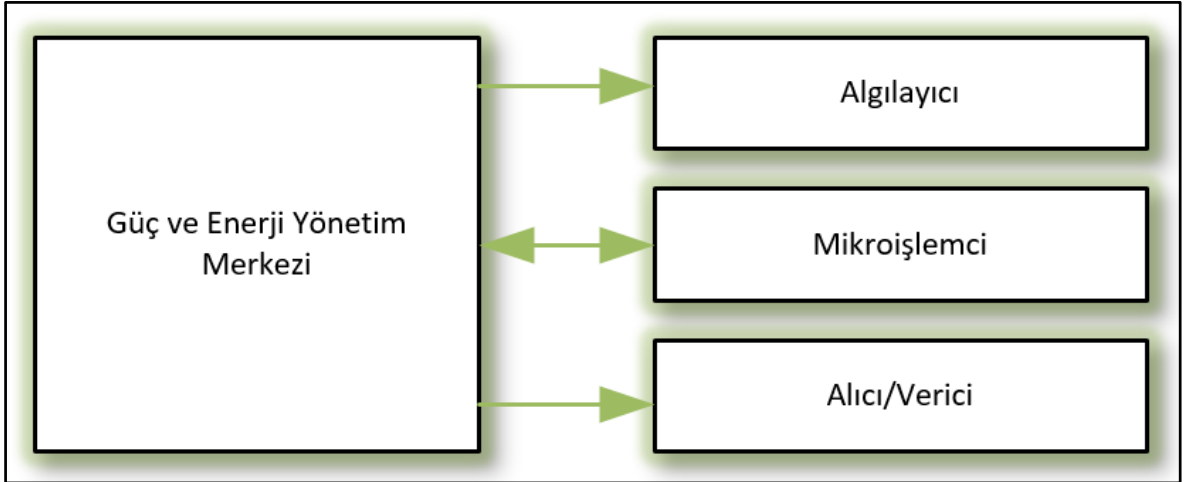 Güç ve Enerji Yönetim
Merkezi
Algılayıcı
Mikroişlemci
Alıcı/Verici